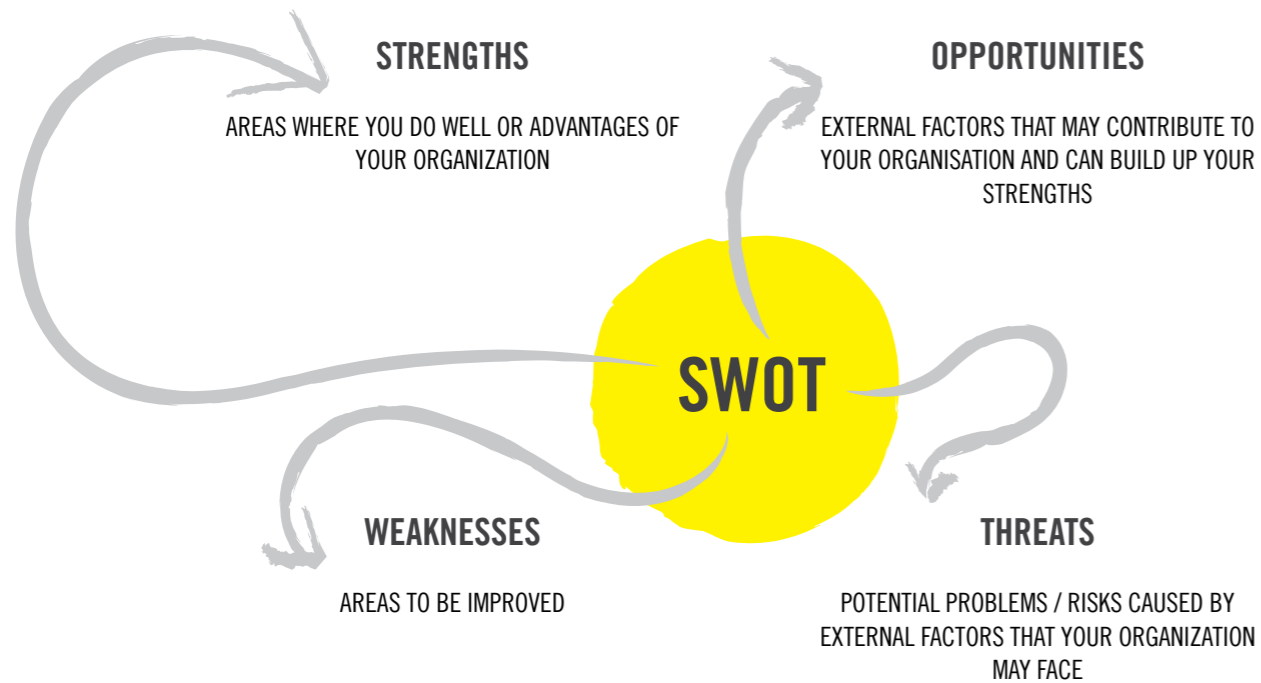 STRENGTHS
AREAS WHERE YOU DO WELL OR ADVANTAGES OF
YOUR ORGANIZATION
OPPORTUNITIES
EXTERNAL FACTORS THAT MAY CONTRIBUTE TO
YOUR ORGANISATION AND CAN BUILD UP YOUR
STRENGTHS
SWOT
WEAKNESSES
AREAS TO BE IMPROVED
THREATS
POTENTIAL PROBLEMS / RISKS CAUSED BY
EXTERNAL FACTORS THAT YOUR ORGANIZATION
MAY FACE